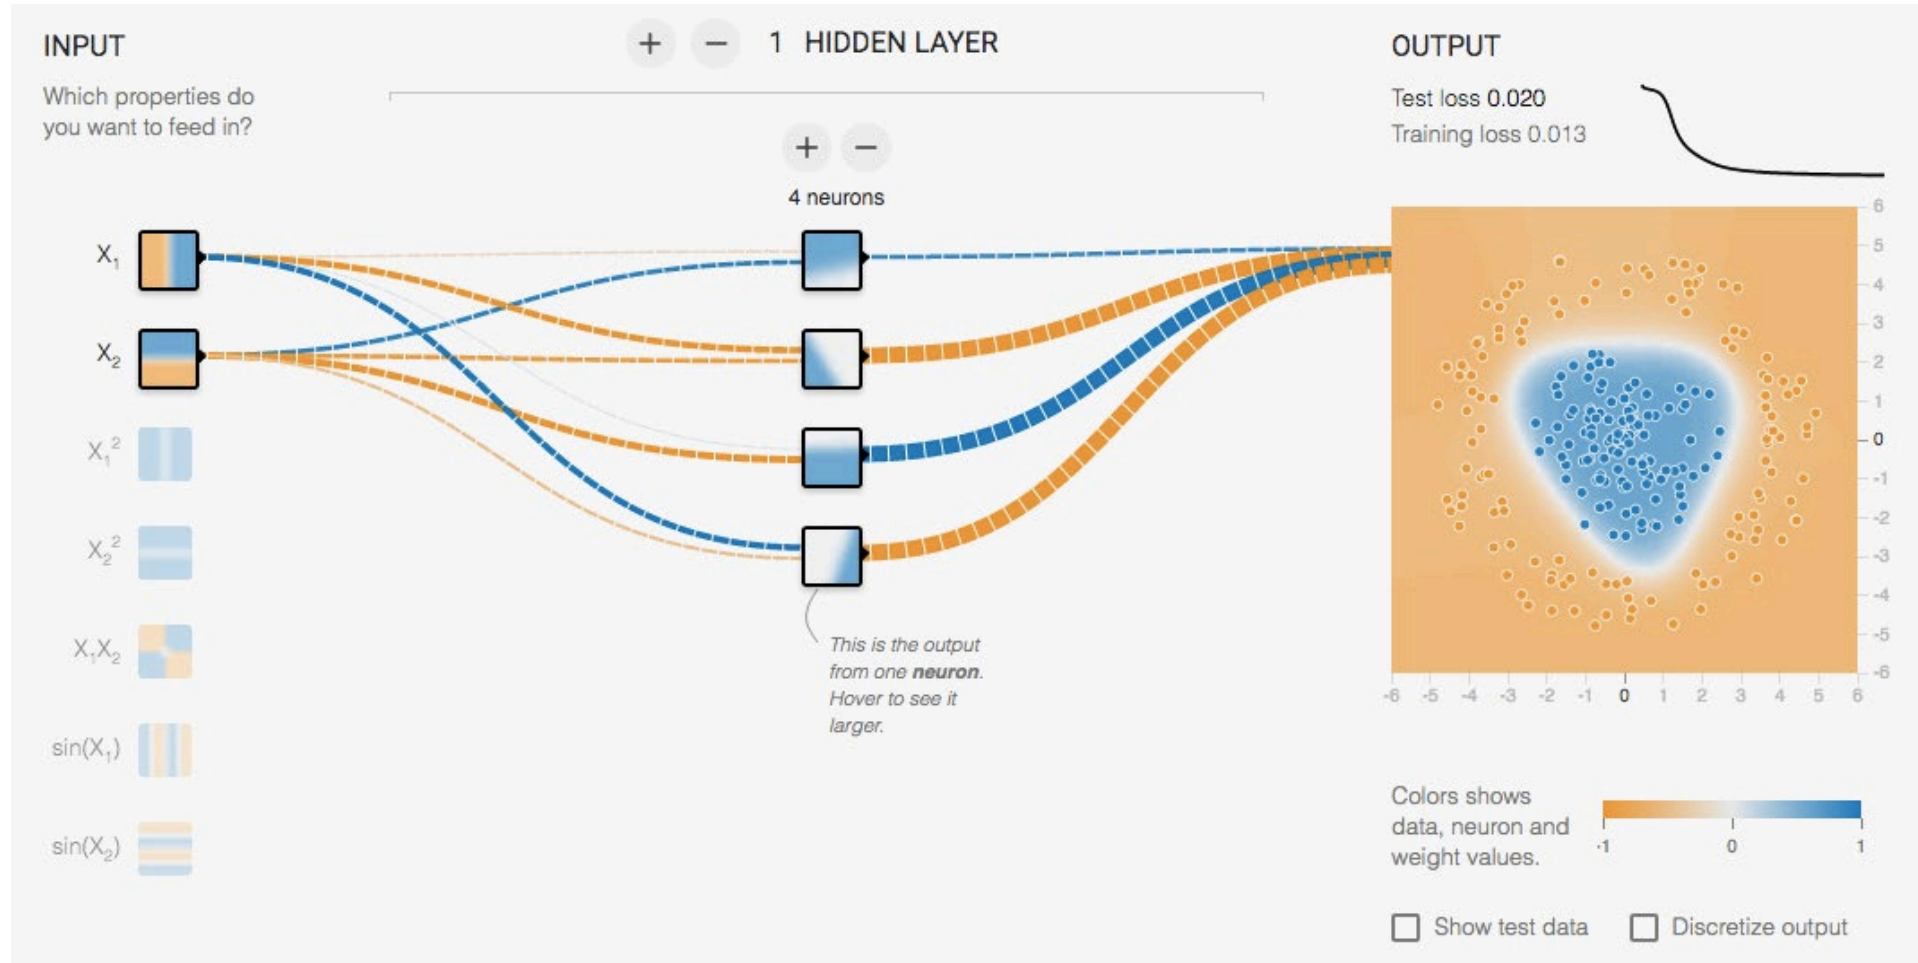 INPUT
Which properties do
you want to feed in?
X1
X2
X1²
X2²
X1X2
sin(X1)
sin(X2)
+ − 1 HIDDEN LAYER
+ −
4 neurons
This is the output
from one neuron.
Hover to see it
larger.
OUTPUT
Test loss 0.020
Training loss 0.013
6
5
4
3
2
1
0
-1
-2
-3
-4
-5
-6
-6 -5 -4 -3 -2 -1 0 1 2 3 4 5 6
Colors shows
data, neuron and
weight values.
-1 0 1
Show test data
Discretize output